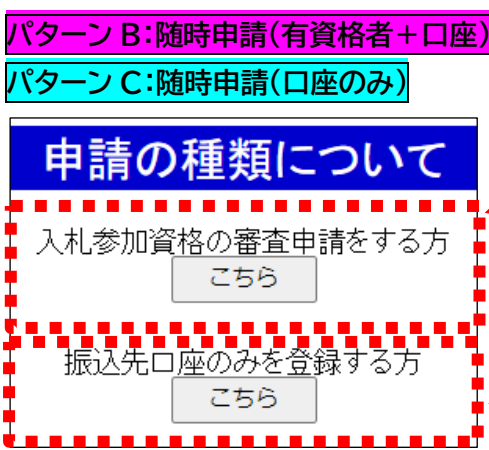 パターン B:随時申請(有資格者+口座)
パターン C:随時申請(口座のみ)
申請の種類について
入札参加資格の審査申請をする方
こちら
振込先口座のみを登録する方
こちら